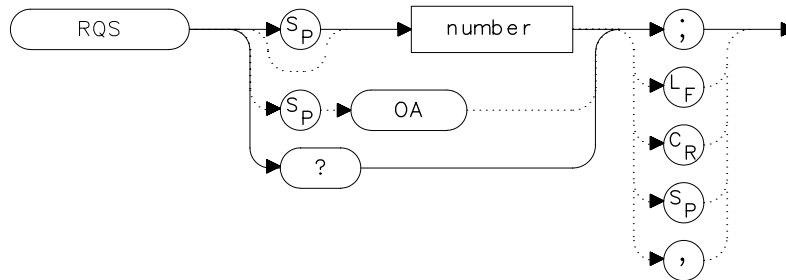 RQS SP number ;
SP OA LF
? CR
SP
,